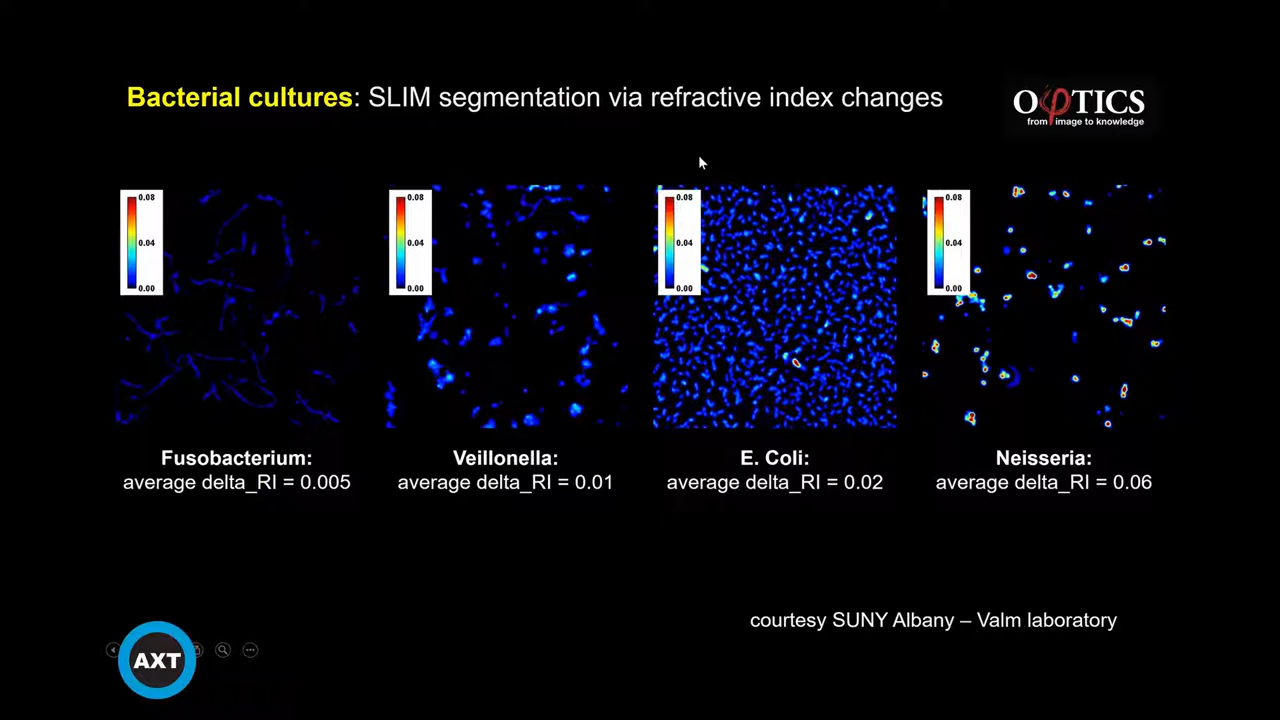 Bacterial cultures: SLIM segmentation via refractive index changes
OφTICS
from image to knowledge
0.08
0.04
0.00
0.08
0.04
0.00
0.08
0.04
0.00
0.08
0.04
0.00
Fusobacterium:
average delta_RI = 0.005
Veillonella:
average delta_RI = 0.01
E. Coli:
average delta_RI = 0.02
Neisseria:
average delta_RI = 0.06
courtesy SUNY Albany – Valm laboratory
AXT